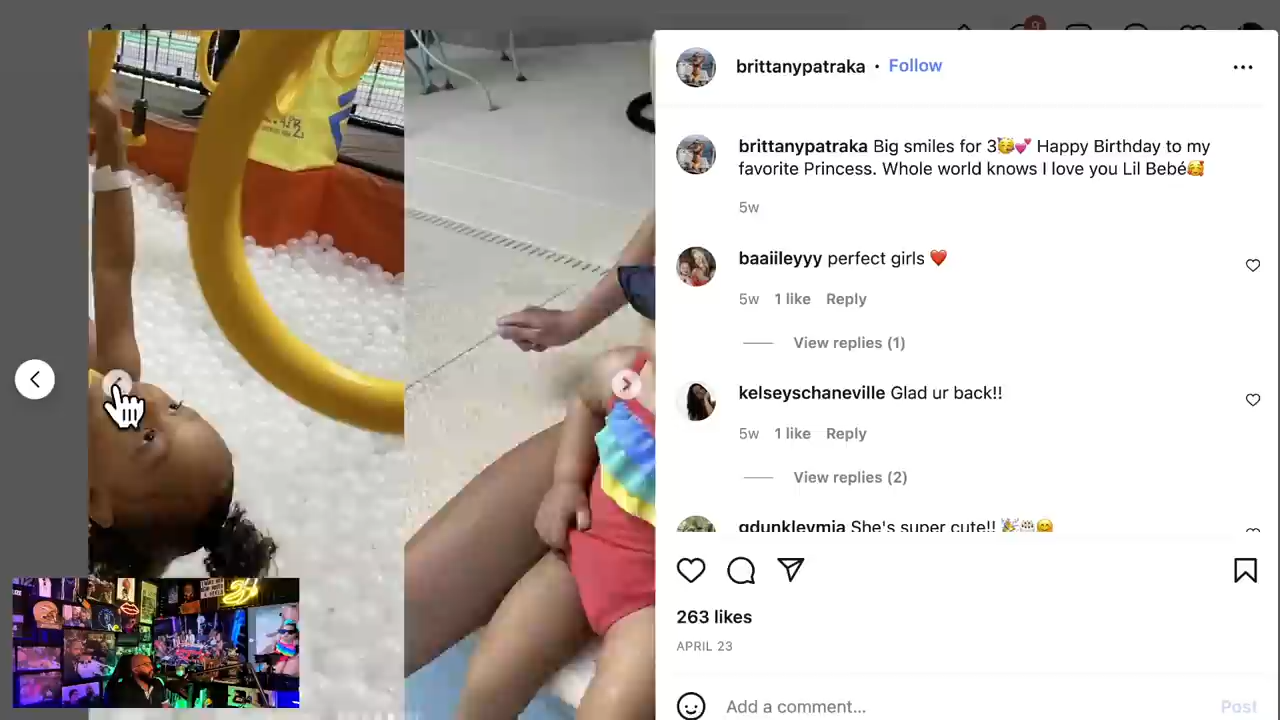 brittanypatraka • Follow
brittanypatraka Big smiles for 3🥳💕 Happy Birthday to my
favorite Princess. Whole world knows I love you Lil Bebé🥰
5w
baaiileyyy perfect girls ❤️
5w 1 like Reply
View replies (1)
kelseyschaneville Glad ur back!!
5w 1 like Reply
View replies (2)
gdunkleymia She's super cute!! 🎉🎂😊
263 likes
APRIL 23
Add a comment... Post